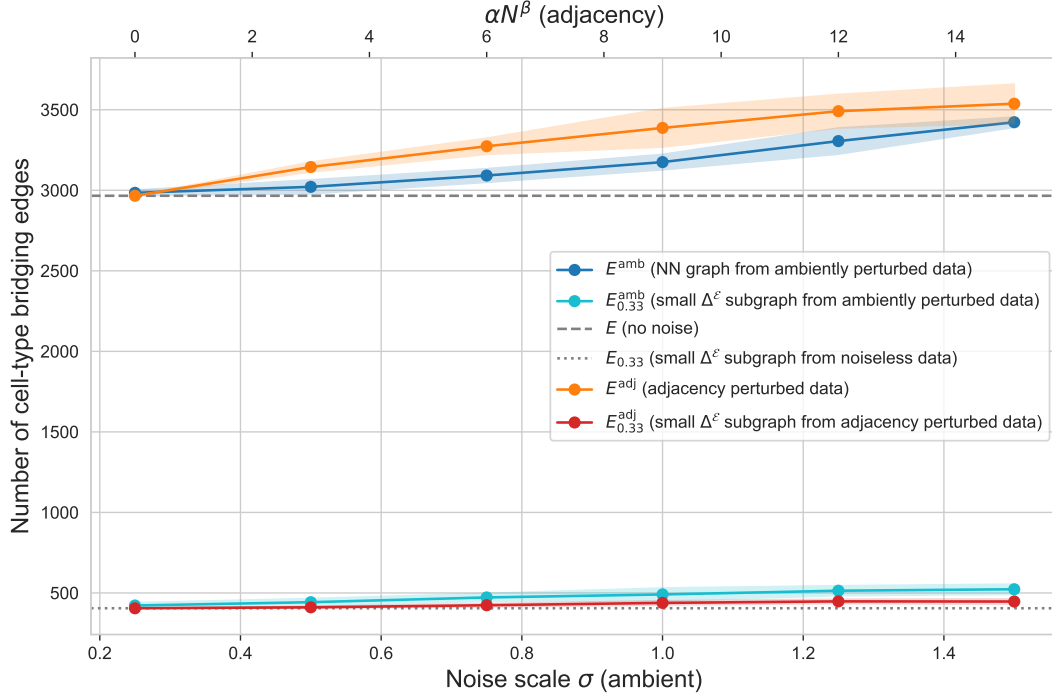 αN^β (adjacency)
0 2 4 6 8 10 12 14
3500
3000
2500
2000
1500
1000
500
Number of cell-type bridging edges
E^amb (NN graph from ambiently perturbed data)
E^amb_0.33 (small Δ^ℰ subgraph from ambiently perturbed data)
E (no noise)
E_0.33 (small Δ^ℰ subgraph from noiseless data)
E^adj (adjacency perturbed data)
E^adj_0.33 (small Δ^ℰ subgraph from adjacency perturbed data)
0.2 0.4 0.6 0.8 1.0 1.2 1.4
Noise scale σ (ambient)